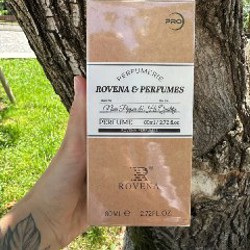 PRO
PERFUMERIE
ROVENA & PERFUMES
PERFUME 80ml / 2.72 fl.oz
R
ROVENA
80ML e 2.72FL.OZ